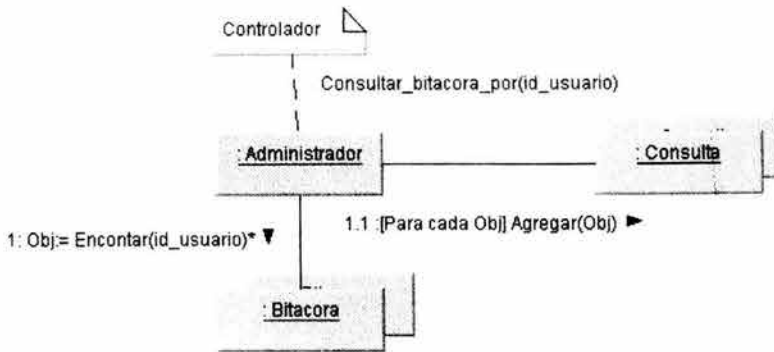 Controlador
Consultar_bitacora_por(id_usuario)
: Administrador
: Consulta
1: Obj:= Encontar(id_usuario)*
1.1 :[Para cada Obj] Agregar(Obj)
: Bitacora